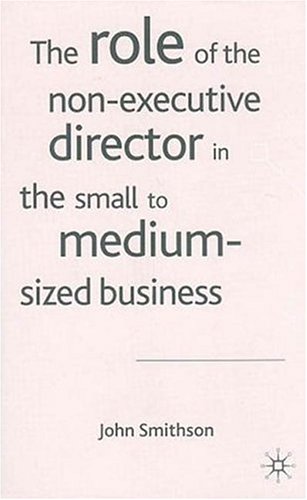 The role of the
non-executive
director in
the small to
medium-
sized business
John Smithson